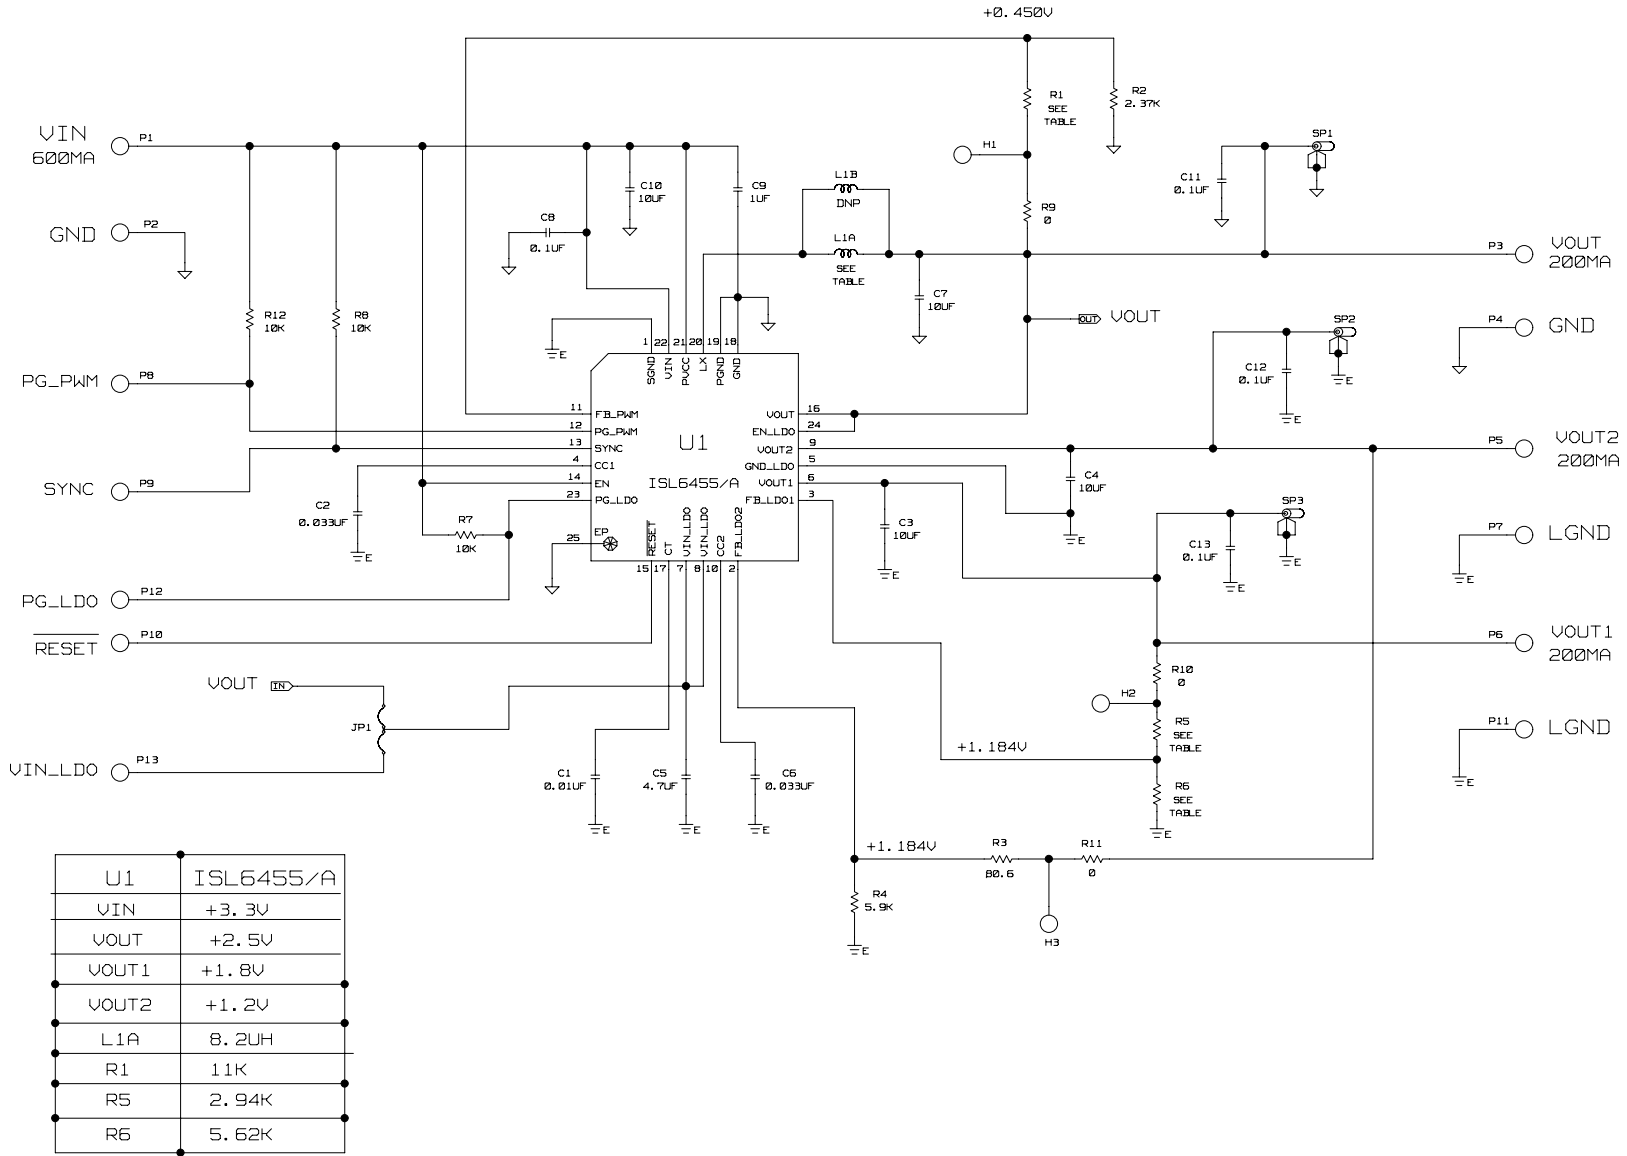 +0.450V
R1
SEE
TABLE
R2
2.37K
VIN
600MA
P1
H1
SP1
C11
0.1UF
C10
10UF
C9
1UF
L1B
DNP
R9
0
C8
0.1UF
GND
P2
L1A
SEE
TABLE
P3
VOUT
200MA
C7
10UF
R12
10K
R8
10K
OUT
VOUT
SP2
P4
GND
E
1
22
21
20
19
18
SGND
VIN
PVCC
LX
PGND
GND
C12
0.1UF
E
E
PG_PWM
P8
11
FB_PWM
12
PG_PWM
13
SYNC
4
CC1
14
EN
23
PG_LDO
U1
ISL6455/A
VOUT
16
EN_LDO
24
VOUT2
9
GND_LDO
5
VOUT1
6
FB_LDO1
3
P5
VOUT2
200MA
SYNC
P9
C2
0.033UF
E
R7
10K
C4
10UF
E
C3
10UF
E
SP3
C13
0.1UF
E
E
P7
LGND
E
EP
25
RESET
CT
VIN_LDO
VIN_LDO
CC2
FB_LDO2
15
17
7
8
10
2
PG_LDO
P12
RESET
P10
P6
VOUT1
200MA
R10
0
H2
R5
SEE
TABLE
VOUT
IN
JP1
VIN_LDO
P13
+1.184V
P11
LGND
E
C1
0.01UF
E
C5
4.7UF
E
C6
0.033UF
E
R6
SEE
TABLE
E
+1.184V
R3
80.6
R11
0
R4
5.9K
E
H3
U1 ISL6455/A
VIN +3.3V
VOUT +2.5V
VOUT1 +1.8V
VOUT2 +1.2V
L1A 8.2UH
R1 11K
R5 2.94K
R6 5.62K